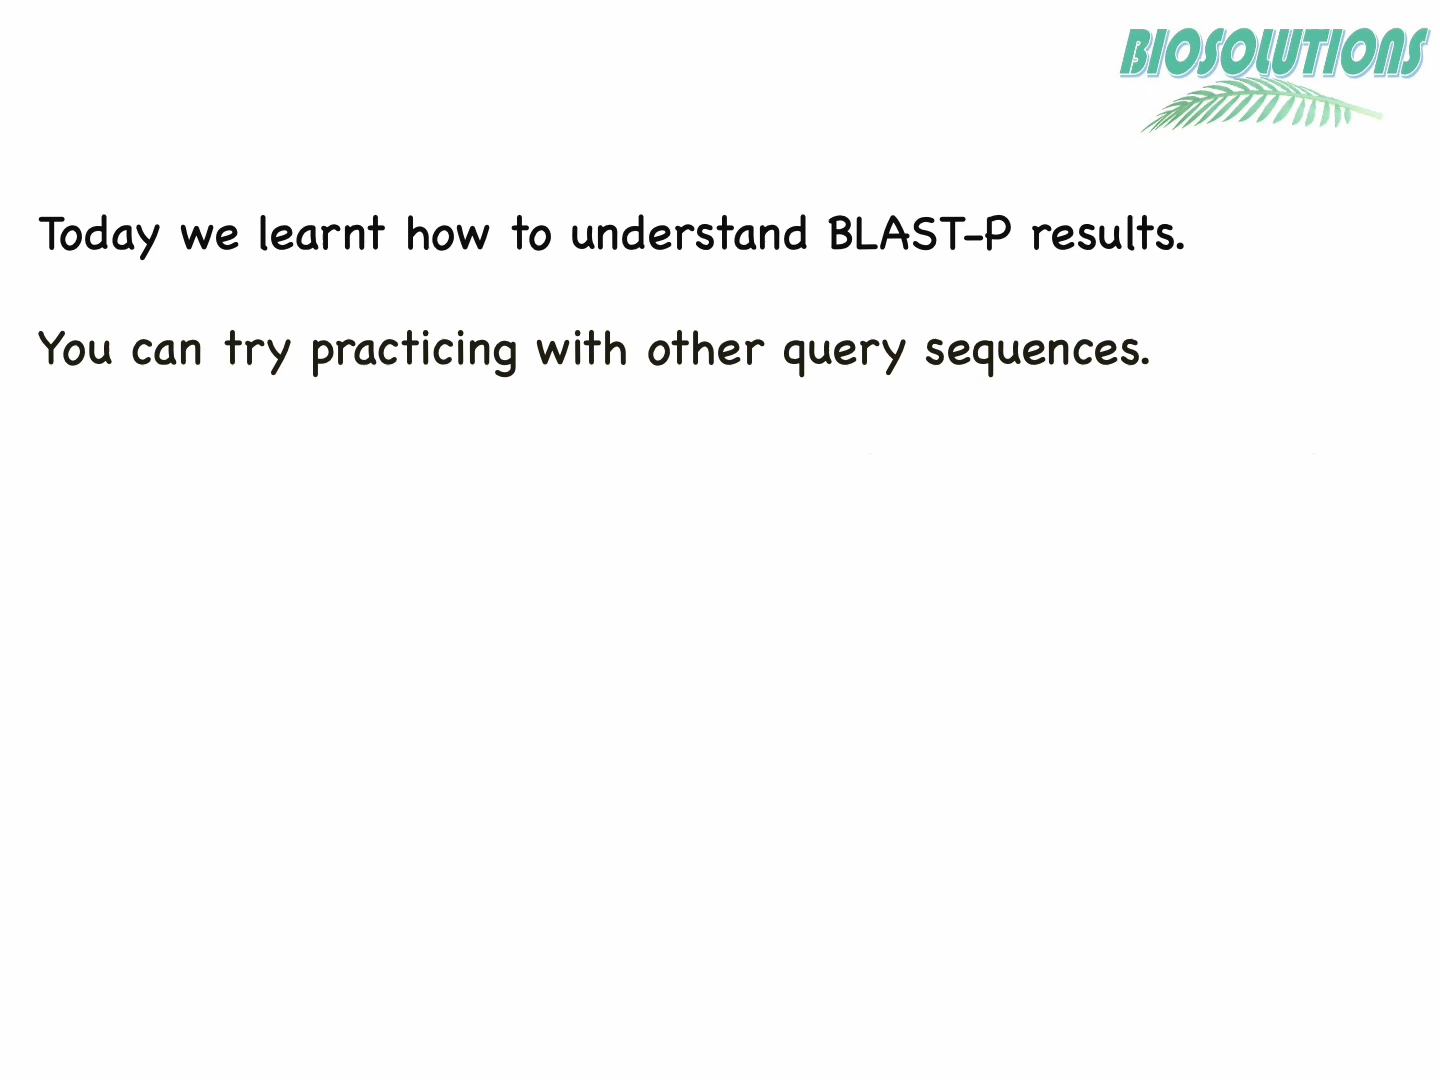 BIOSOLUTIONS
Today we learnt how to understand BLAST-P results.
You can try practicing with other query sequences.